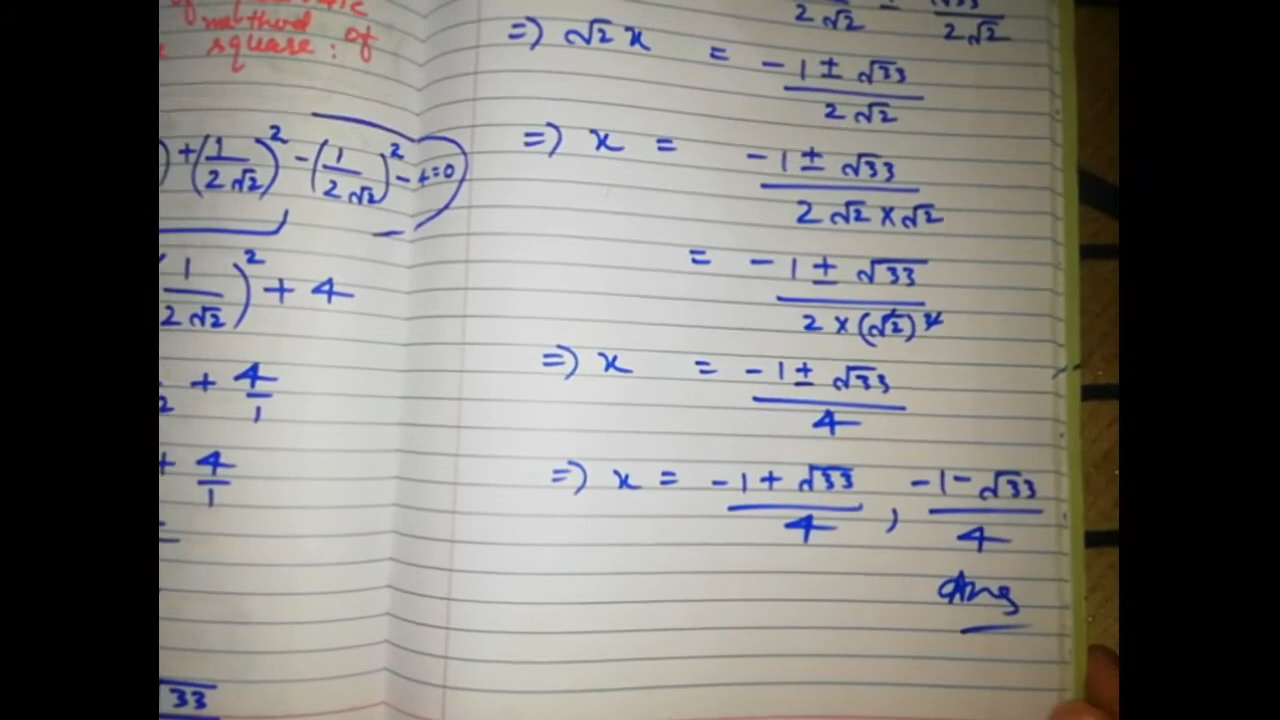 method
square : of
) + (1/2√2)² - (1/2√2)² - 4 = 0
1/2√2)² + 4
2 + 4/1
+ 4/1
33
2√2 ± √33/2√2
=) √2 x = -1 ± √33/2√2
=) x = -1 ± √33/2√2 × √2
= -1 ± √33/2 × (√2)²
=) x = -1 ± √33/4
=) x = -1 + √33/4 , -1 - √33/4
Ans